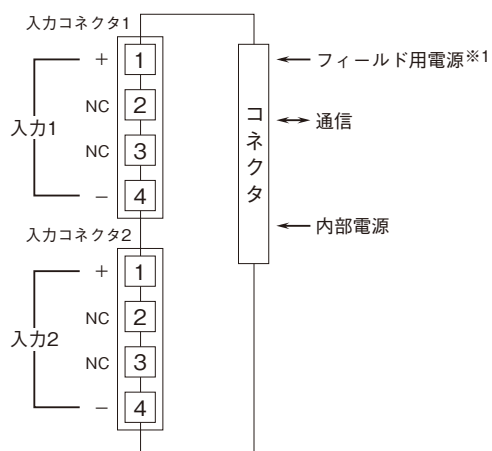 入力コネクタ1
+ 1
NC 2
入力1
NC 3
− 4
入力コネクタ2
+ 1
NC 2
入力2
NC 3
− 4
コネクタ
フィールド用電源※1
通信
内部電源